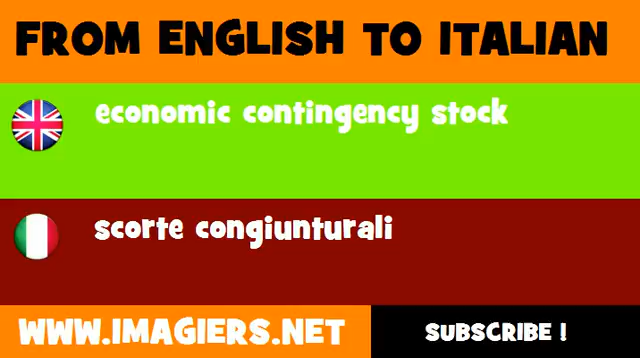 FROM ENGLISH TO ITALIAN
economic contingency stock
scorte congiunturali
WWW.IMAGIERS.NET
SUBSCRIBE !